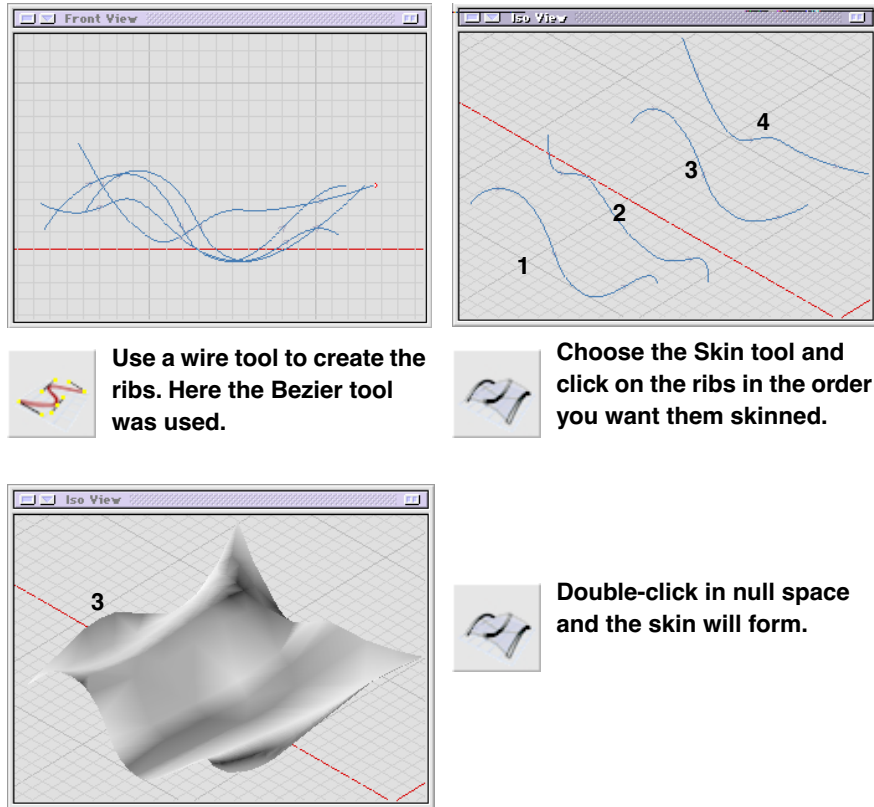 Front View
Iso View
4
3
2
1
Use a wire tool to create the
ribs. Here the Bezier tool
was used.
Choose the Skin tool and
click on the ribs in the order
you want them skinned.
Iso View
3
Double-click in null space
and the skin will form.